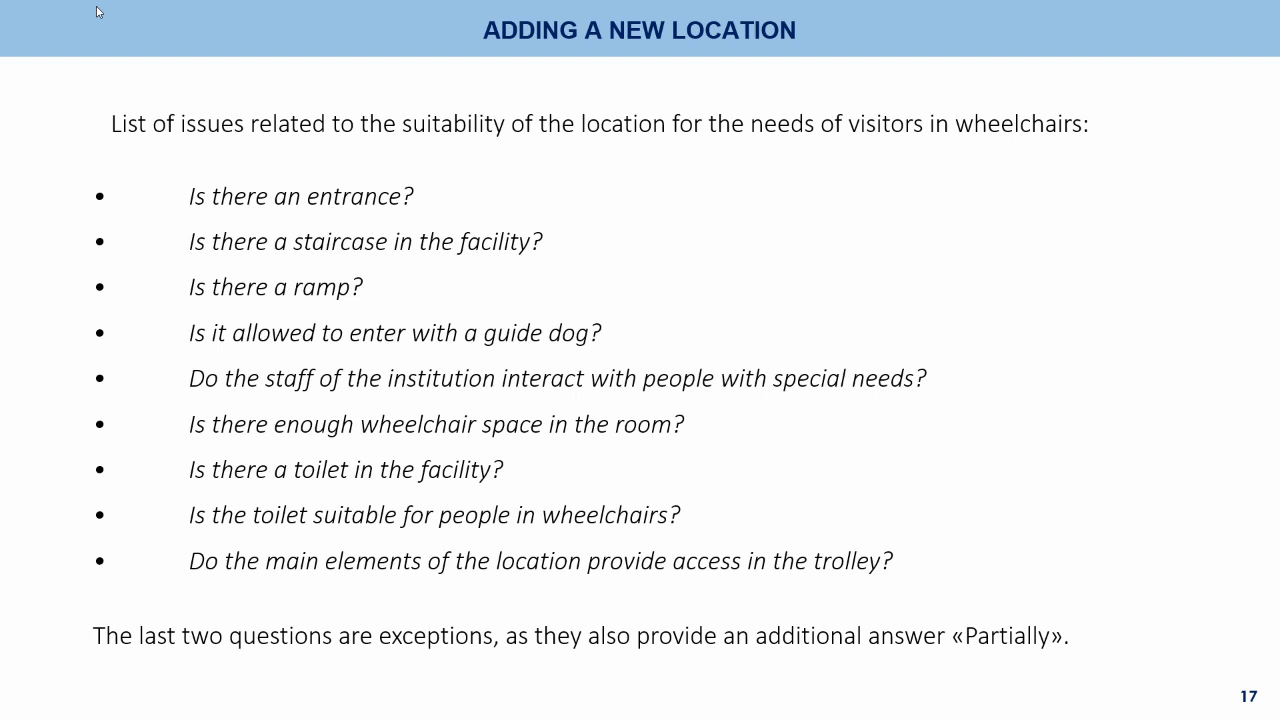 ADDING A NEW LOCATION
List of issues related to the suitability of the location for the needs of visitors in wheelchairs:
• Is there an entrance?
• Is there a staircase in the facility?
• Is there a ramp?
• Is it allowed to enter with a guide dog?
• Do the staff of the institution interact with people with special needs?
• Is there enough wheelchair space in the room?
• Is there a toilet in the facility?
• Is the toilet suitable for people in wheelchairs?
• Do the main elements of the location provide access in the trolley?
The last two questions are exceptions, as they also provide an additional answer «Partially».
17